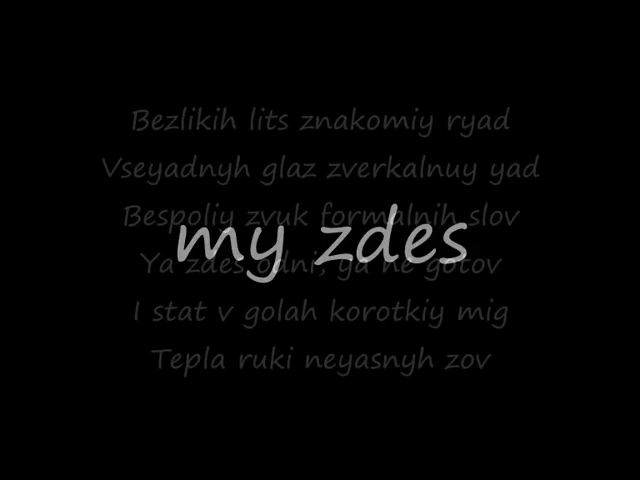 Bezlikih lits znakomiy ryad
Vseyadnyh glaz zverkalnuy yad
Bespoliy zvuk formalnih slov
my zdes
Ya zdes odni, ya ne gotov
I stat v golah korotkiy mig
Tepla ruki neyasnyh zov